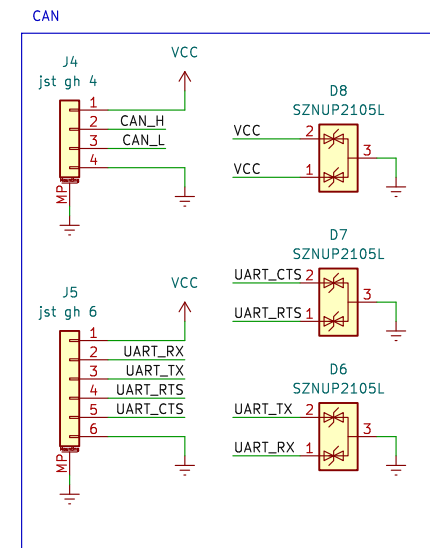 CAN
J4
jst gh 4
VCC
1
2 CAN_H
3 CAN_L
4
MP
D8
SZNUP2105L
VCC 2
3
VCC 1
D7
SZNUP2105L
UART_CTS 2
3
UART_RTS 1
J5
jst gh 6
VCC
1
2 UART_RX
3 UART_TX
4 UART_RTS
5 UART_CTS
6
MP
D6
SZNUP2105L
UART_TX 2
3
UART_RX 1